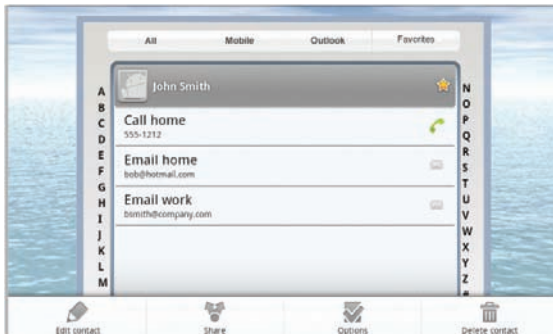 All Mobile Outlook Favorites
John Smith
Call home
555-1212
Email home
bob@hotmail.com
Email work
bsmith@company.com
A
B
C
D
E
F
G
H
I
J
K
L
M
N
O
P
Q
R
S
T
U
V
W
X
Y
Z
#
Edit contact Share Options Delete contact